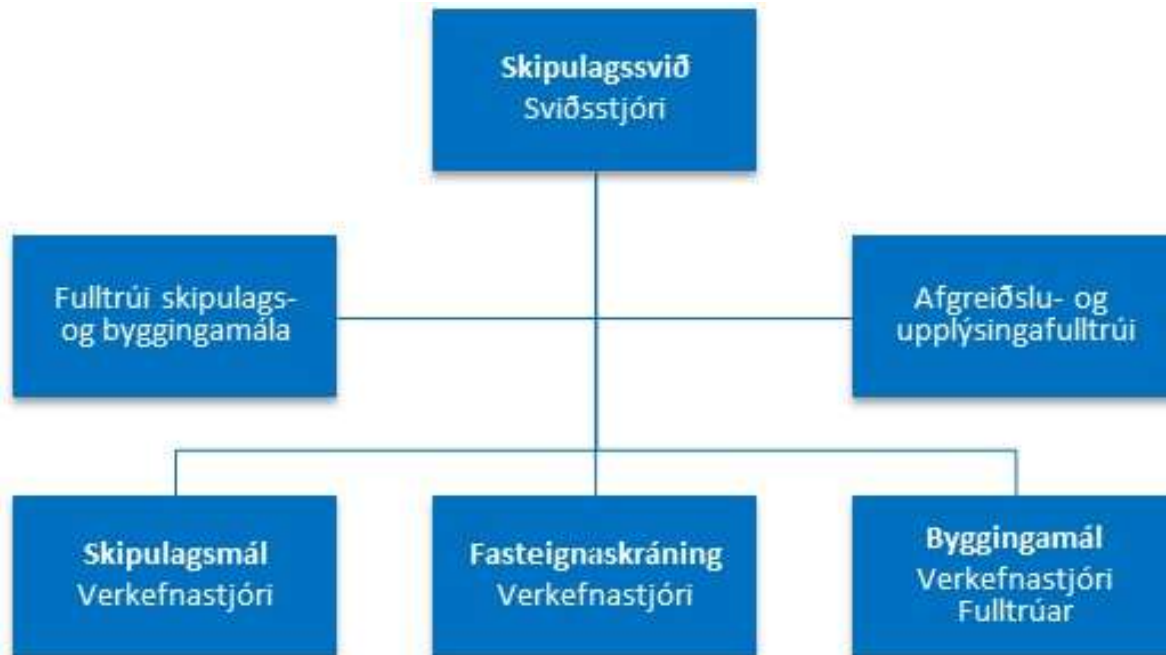 Skipulagssvið
Sviðsstjóri
Fulltrúi skipulags-
og byggingamála
Afgreiðslu- og
upplýsingafulltrúi
Skipulagsmál
Verkefnastjóri
Fasteignaskráning
Verkefnastjóri
Byggingamál
Verkefnastjóri
Fulltrúar